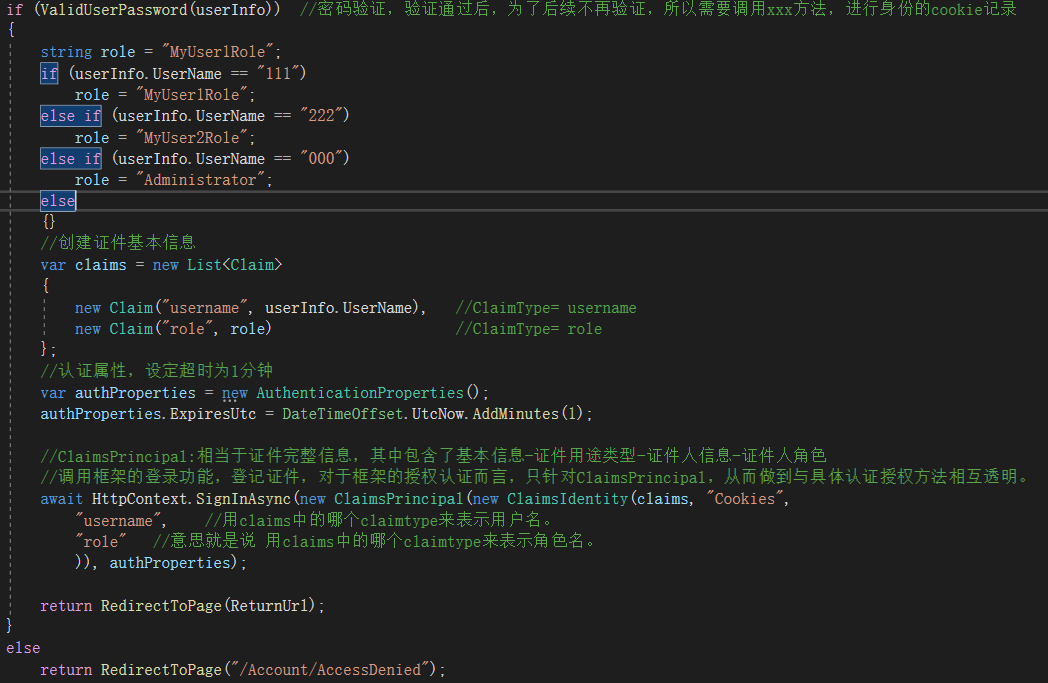 if (ValidUserPassword(userInfo)) //密码验证，验证通过后，为了后续不再验证，所以需要调用xxx方法，进行身份的cookie记录
{
string role = "MyUser1Role";
if (userInfo.UserName == "111")
role = "MyUser1Role";
else if (userInfo.UserName == "222")
role = "MyUser2Role";
else if (userInfo.UserName == "000")
role = "Administrator";
else
{}
//创建证件基本信息
var claims = new List<Claim>
{
new Claim("username", userInfo.UserName), //ClaimType= username
new Claim("role", role) //ClaimType= role
};
//认证属性，设定超时为1分钟
var authProperties = new AuthenticationProperties();
authProperties.ExpiresUtc = DateTimeOffset.UtcNow.AddMinutes(1);
//ClaimsPrincipal:相当于证件完整信息，其中包含了基本信息-证件用途类型-证件人信息-证件人角色
//调用框架的登录功能，登记证件，对于框架的授权认证而言，只针对ClaimsPrincipal，从而做到与具体认证授权方法相互透明。
await HttpContext.SignInAsync(new ClaimsPrincipal(new ClaimsIdentity(claims, "Cookies",
"username", //用claims中的哪个claimtype来表示用户名。
"role" //意思就是说 用claims中的哪个claimtype来表示角色名。
)), authProperties);
return RedirectToPage(ReturnUrl);
}
else
return RedirectToPage("/Account/AccessDenied");